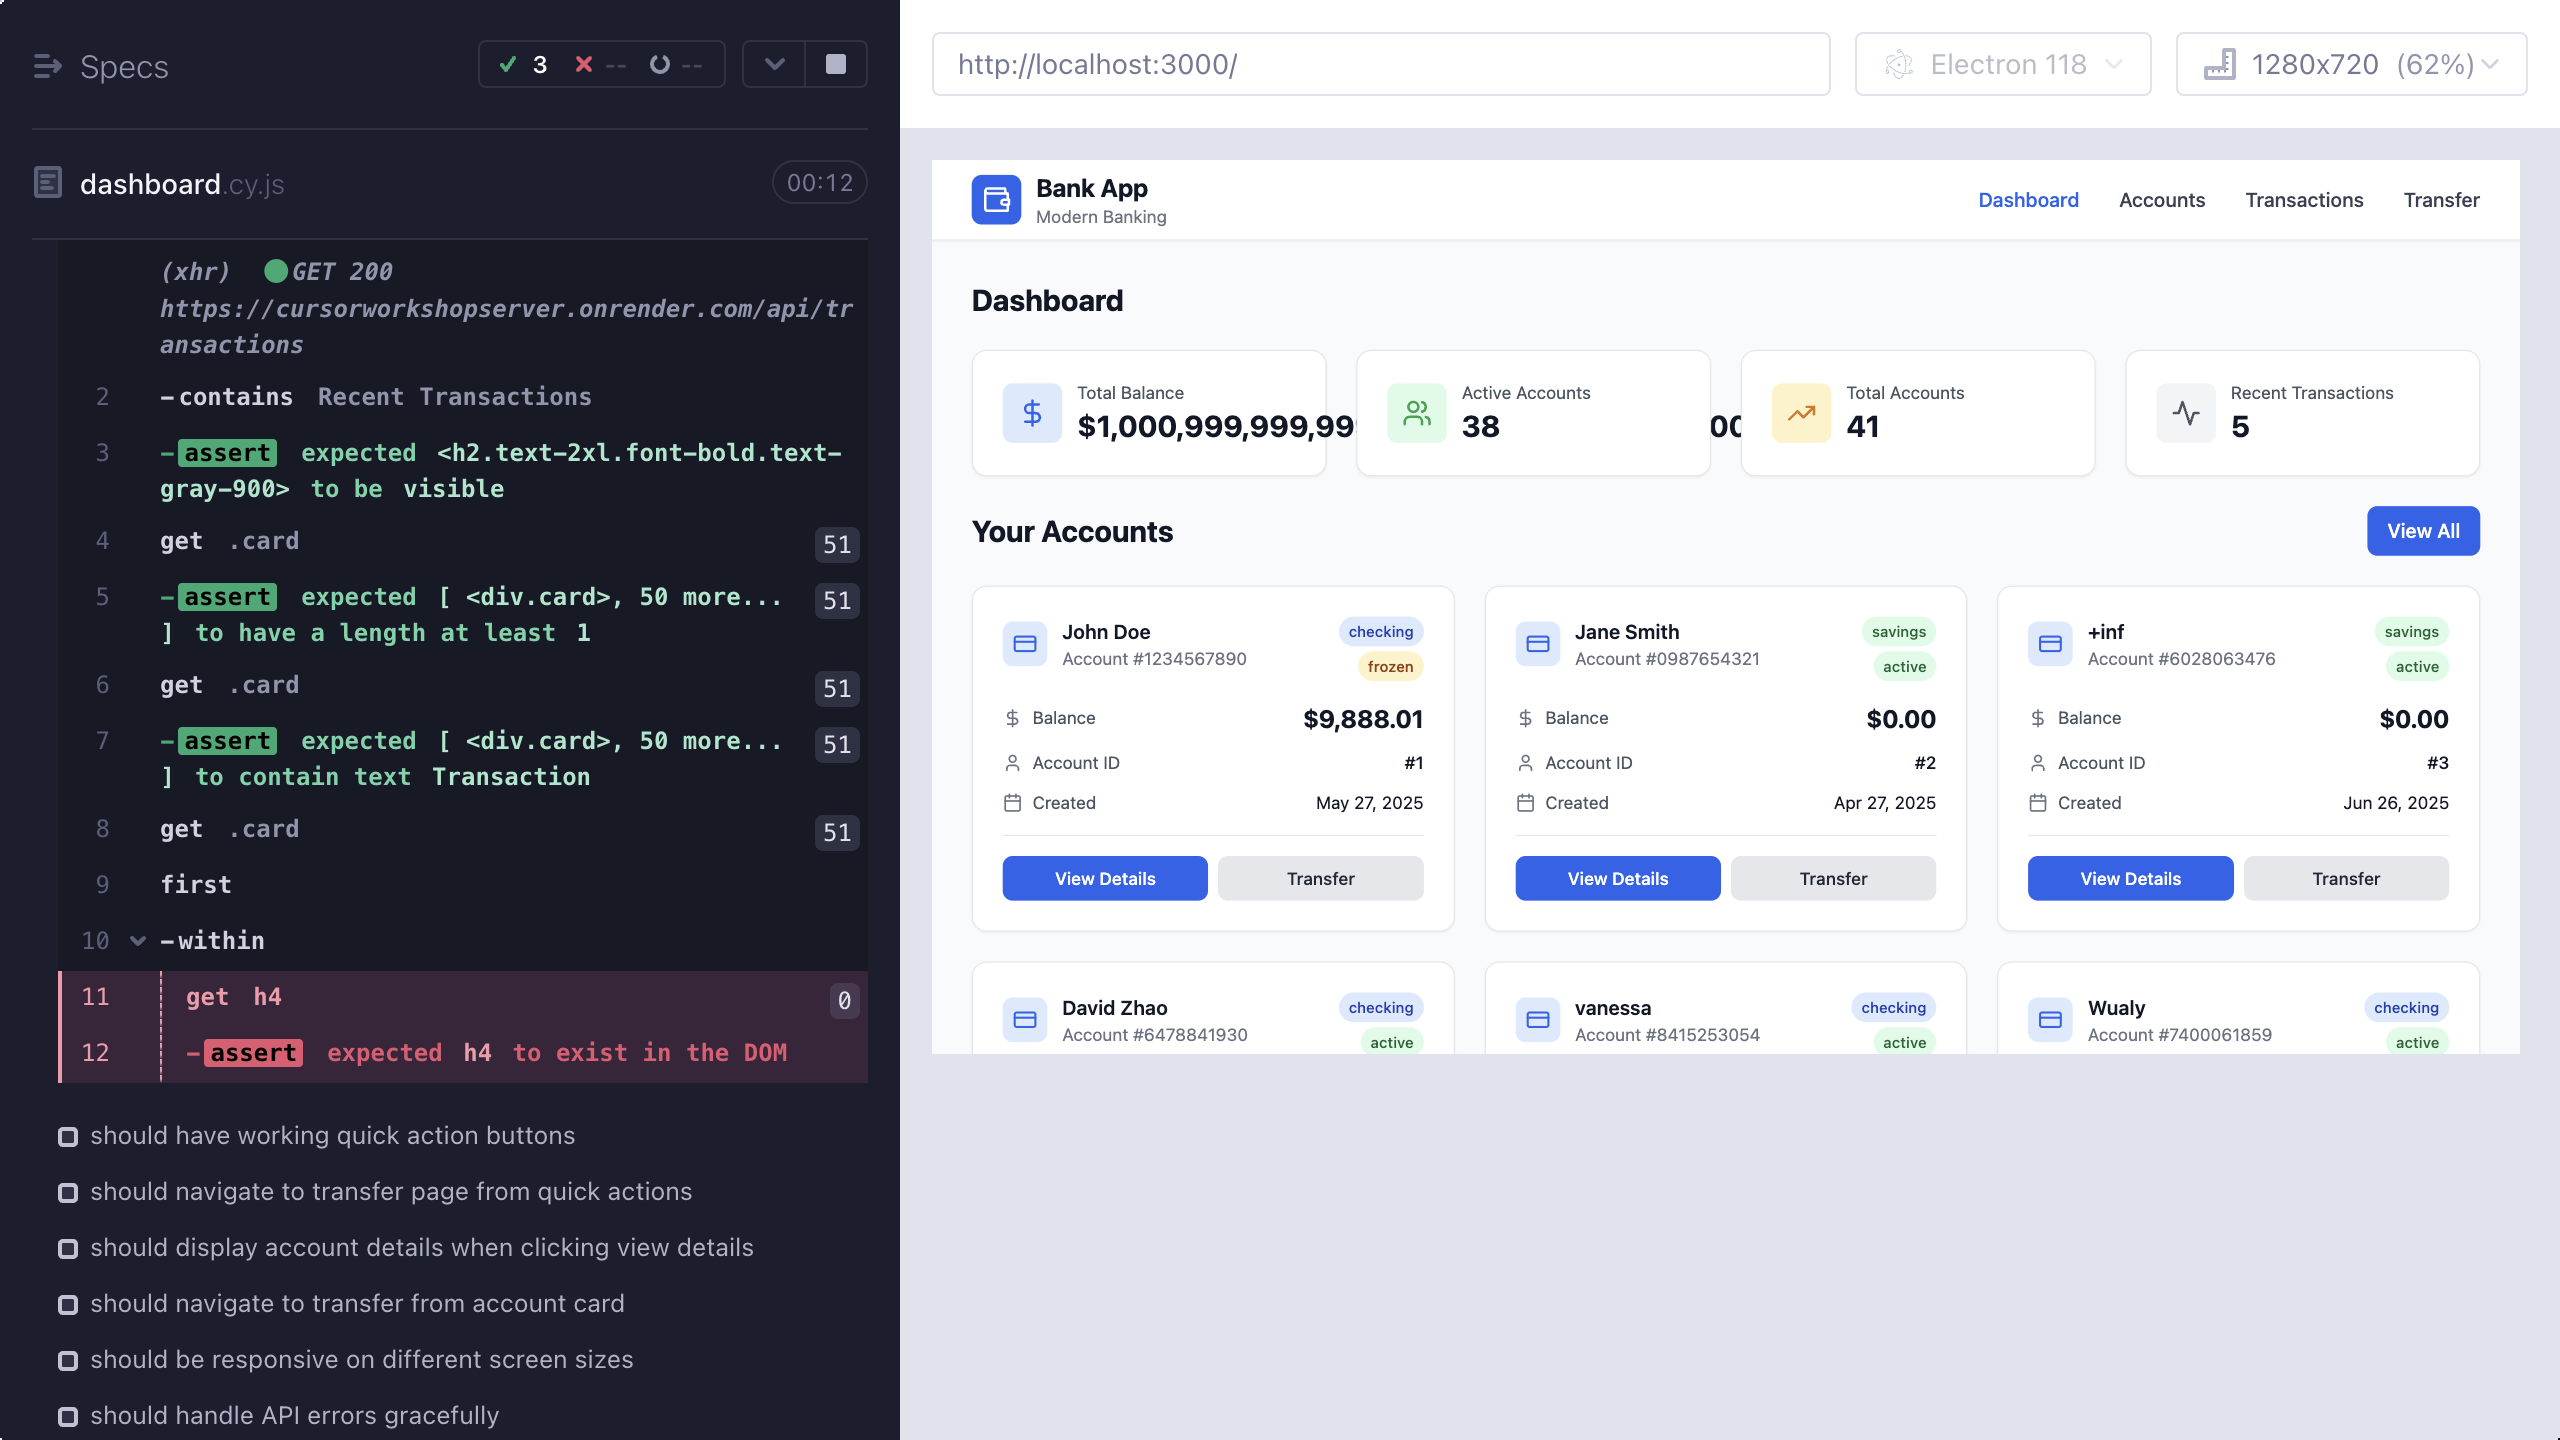 Specs
3 -- --
dashboard.cy.js 00:12
(xhr) GET 200
https://cursorworkshopserver.onrender.com/api/tr
ansactions
2 -contains Recent Transactions
3 -assert expected <h2.text-2xl.font-bold.text-
gray-900> to be visible
4 get .card 51
5 -assert expected [ <div.card>, 50 more... 51
] to have a length at least 1
6 get .card 51
7 -assert expected [ <div.card>, 50 more... 51
] to contain text Transaction
8 get .card 51
9 first
10 -within
11 get h4 0
12 -assert expected h4 to exist in the DOM
should have working quick action buttons
should navigate to transfer page from quick actions
should display account details when clicking view details
should navigate to transfer from account card
should be responsive on different screen sizes
should handle API errors gracefully
http://localhost:3000/ Electron 118 1280x720 (62%)
Bank App
Modern Banking
Dashboard Accounts Transactions Transfer
Dashboard
Total Balance Active Accounts Total Accounts Recent Transactions
$1,000,999,999,99 38 00 41 5
Your Accounts View All
John Doe checking Jane Smith savings +inf savings
Account #1234567890 frozen Account #0987654321 active Account #6028063476 active
Balance $9,888.01 Balance $0.00 Balance $0.00
Account ID #1 Account ID #2 Account ID #3
Created May 27, 2025 Created Apr 27, 2025 Created Jun 26, 2025
View Details Transfer View Details Transfer View Details Transfer
David Zhao checking vanessa checking Wualy checking
Account #6478841930 active Account #8415253054 active Account #7400061859 active